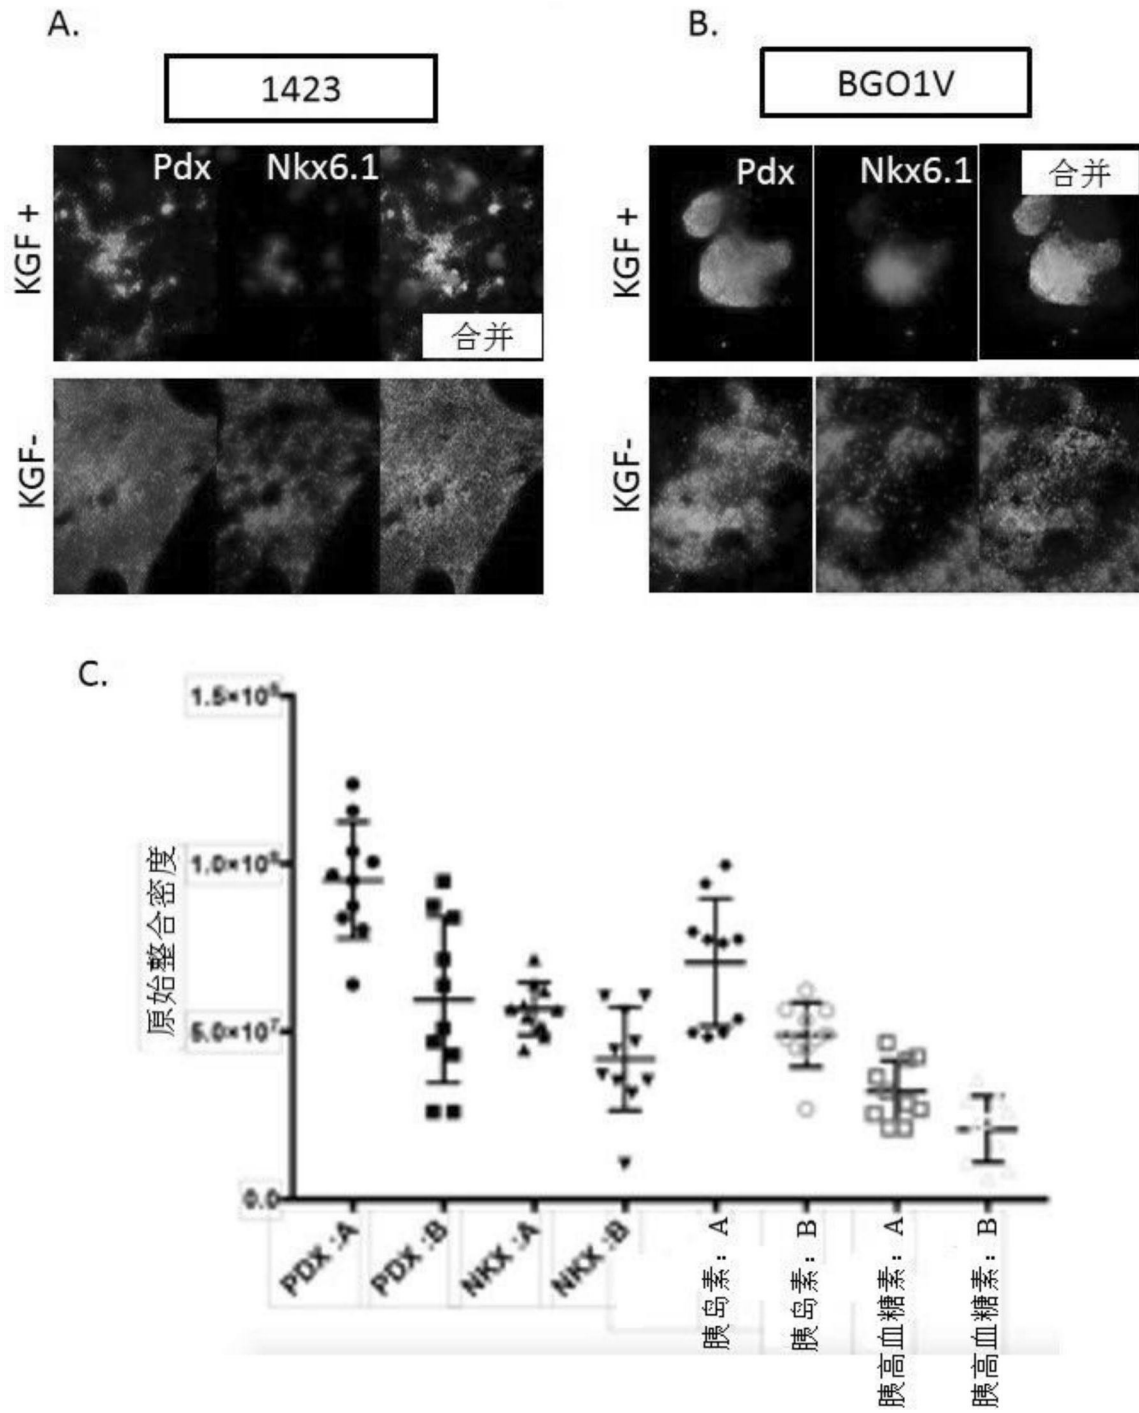 A.
1423
Pdx
Nkx6.1
合并
KGF +
KGF-
B.
BGO1V
Pdx
Nkx6.1
合并
KGF +
KGF-
C.
原始整合密度
1.5×10⁸
1.0×10⁸
5.0×10⁷
0.0
PDX :A
PDX :B
NKX :A
NKX :B
胰岛素：A
胰岛素：B
胰高血糖素：A
胰高血糖素：B